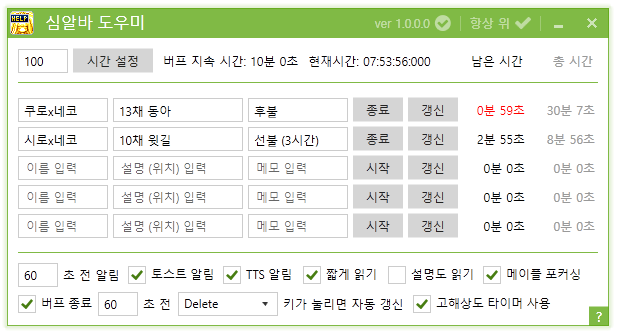 HELP 심알바 도우미 ver 1.0.0.0 항상 위
100 시간 설정 버프 지속 시간: 10분 0초 현재시간: 07:53:56:000 남은 시간 총 시간
쿠로x네코 13채 동아 후불 종료 갱신 0분 59초 30분 7초
시로x네코 10채 윗길 선불 (3시간) 종료 갱신 2분 55초 8분 56초
이름 입력 설명 (위치) 입력 메모 입력 시작 갱신 0분 0초 0분 0초
이름 입력 설명 (위치) 입력 메모 입력 시작 갱신 0분 0초 0분 0초
이름 입력 설명 (위치) 입력 메모 입력 시작 갱신 0분 0초 0분 0초
60 초 전 알림 토스트 알림 TTS 알림 짧게 읽기 설명도 읽기 메이플 포커싱
버프 종료 60 초 전 Delete 키가 눌리면 자동 갱신 고해상도 타이머 사용
?